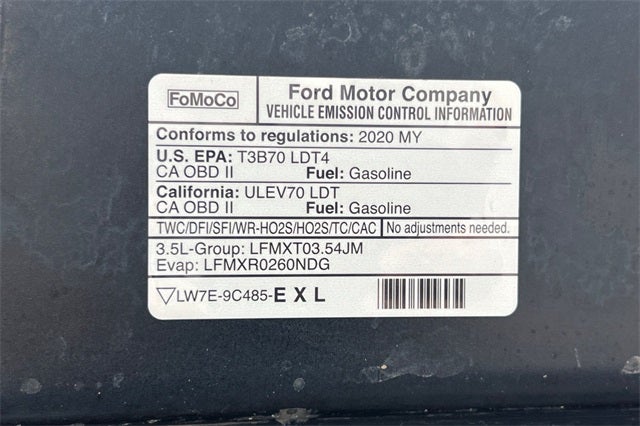 FoMoCo
Ford Motor Company
VEHICLE EMISSION CONTROL INFORMATION
Conforms to regulations: 2020 MY
U.S. EPA: T3B70 LDT4
CA OBD II Fuel: Gasoline
California: ULEV70 LDT
CA OBD II Fuel: Gasoline
TWC/DFI/SFI/WR-HO2S/HO2S/TC/CAC No adjustments needed.
3.5L-Group: LFMXT03.54JM
Evap: LFMXR0260NDG
LW7E-9C485-EXL